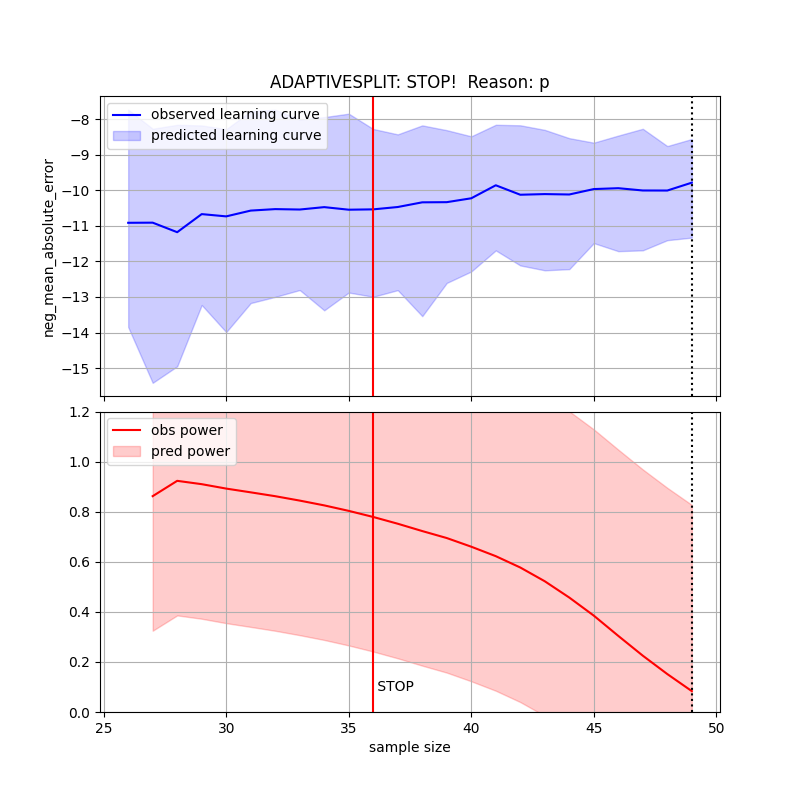 ADAPTIVESPLIT: STOP!  Reason: p
observed learning curve
predicted learning curve
neg_mean_absolute_error
−8
−9
−10
−11
−12
−13
−14
−15
obs power
pred power
1.2
1.0
0.8
0.6
0.4
0.2
0.0
STOP
25
30
35
40
45
50
sample size